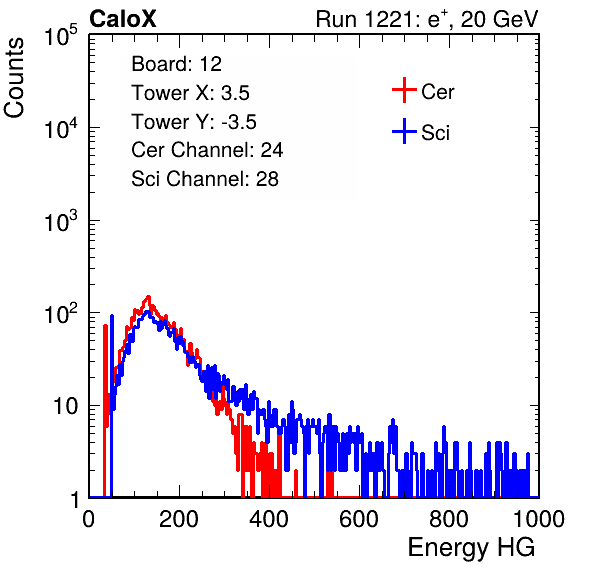 CaloX Run 1221: e+, 20 GeV
Counts
Board: 12
Tower X: 3.5
Tower Y: -3.5
Cer Channel: 24
Sci Channel: 28
Cer
Sci
10^5
10^4
10^3
10^2
10
1
0 200 400 600 800 1000
Energy HG